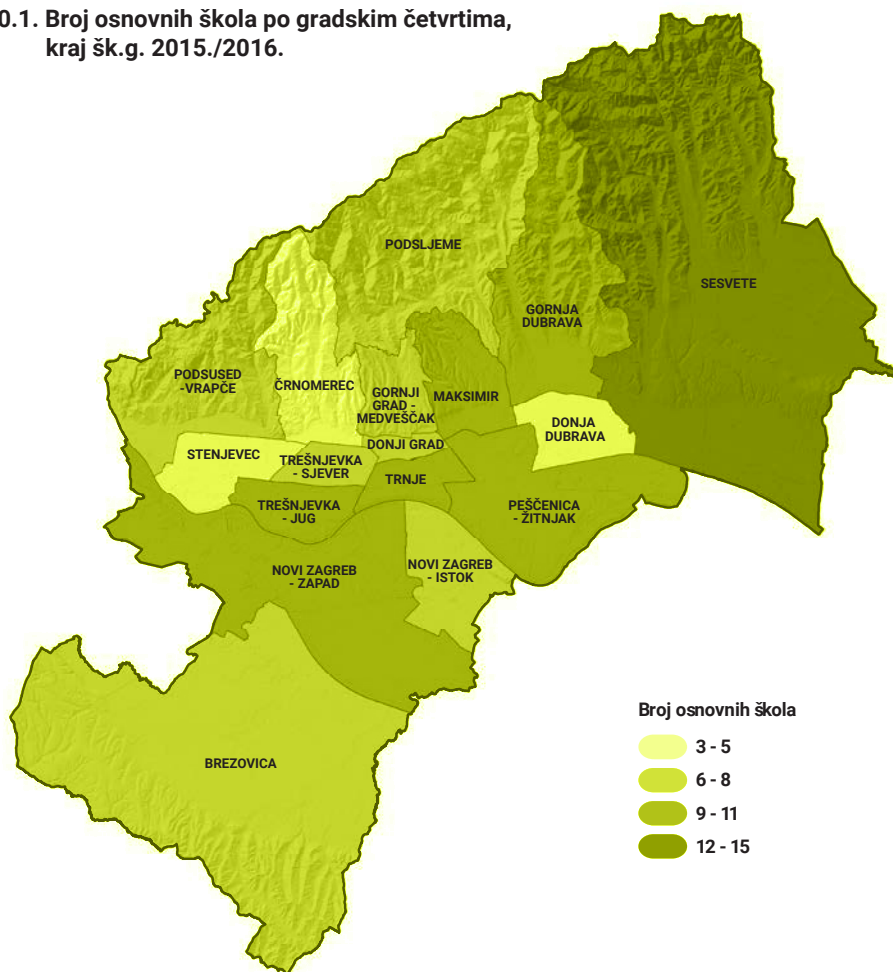 0.1. Broj osnovnih škola po gradskim četvrtima,
kraj šk.g. 2015./2016.
PODSLJEME
SESVETE
GORNJA
DUBRAVA
PODSUSED
-VRAPČE
ČRNOMEREC
GORNJI
GRAD -
MEDVEŠČAK
MAKSIMIR
DONJA
DUBRAVA
DONJI GRAD
STENJEVEC
TREŠNJEVKA
- SJEVER
TRNJE
TREŠNJEVKA
- JUG
PEŠČENICA
- ŽITNJAK
NOVI ZAGREB
- ISTOK
NOVI ZAGREB
- ZAPAD
BREZOVICA
Broj osnovnih škola
3 - 5
6 - 8
9 - 11
12 - 15